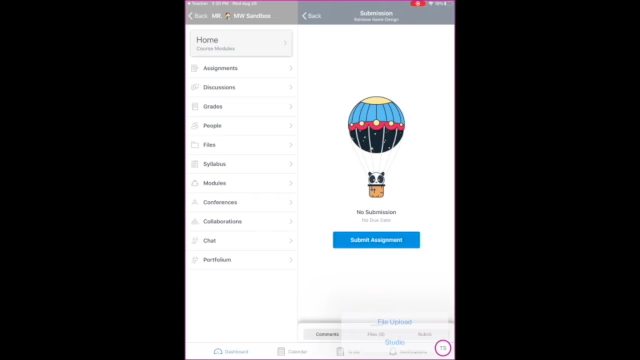 Teacher
Back
MR.
MW Sandbox
Home
Course Modules
Assignments
Discussions
Grades
People
Files
Syllabus
Modules
Conferences
Collaborations
Chat
Portfolium
Dashboard
Calendar
Back
Submission
Rainbow Name Design
No Submission
No Due Date
Submit Assignment
File Upload
Comments
Files (0)
Rubric
Studio
TS